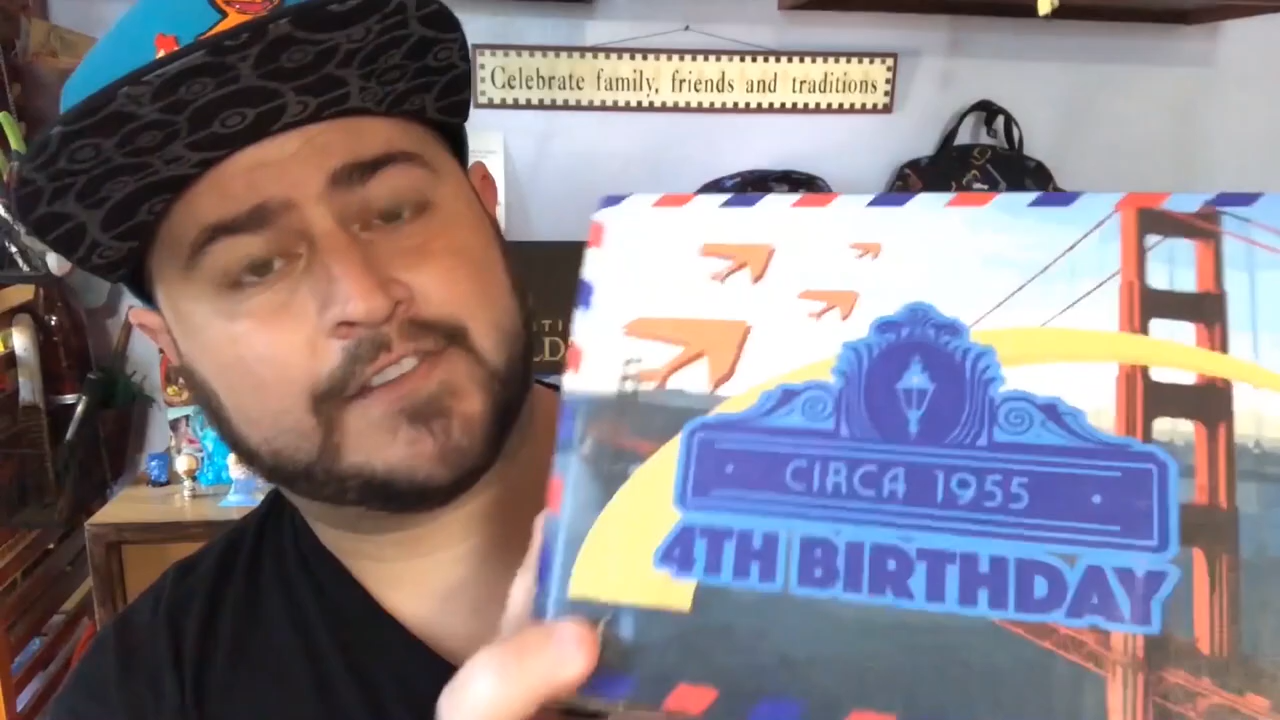 Celebrate family, friends and traditions
CIRCA 1955
4TH BIRTHDAY